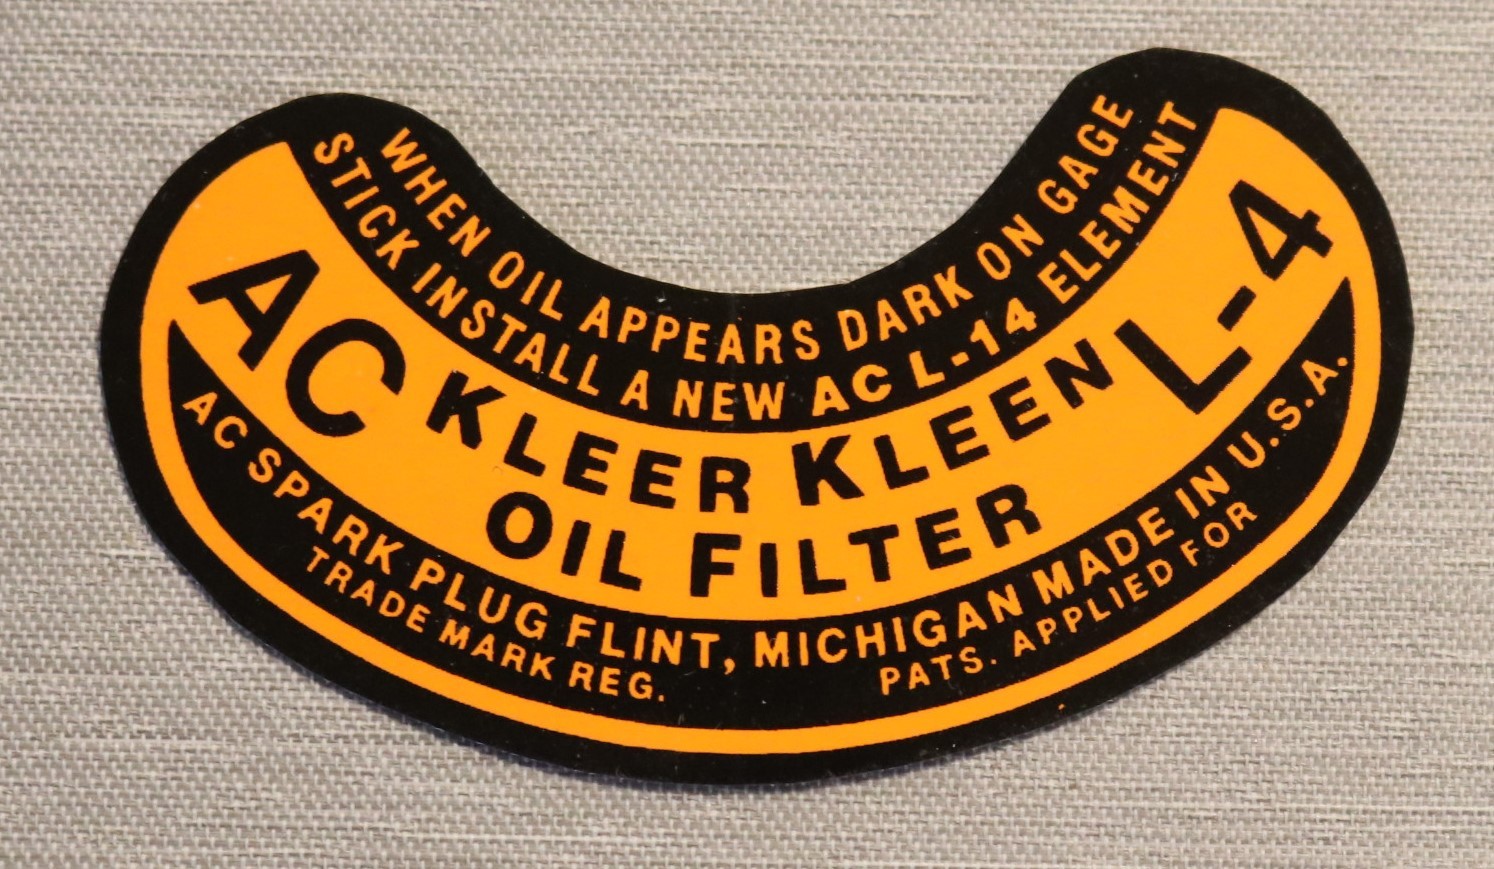 WHEN OIL APPEARS DARK ON GAGE
STICK INSTALL A NEW AC L-14 ELEMENT
AC KLEER KLEEN L-4
OIL FILTER
AC SPARK PLUG FLINT, MICHIGAN MADE IN U.S.A.
TRADE MARK REG. PATS. APPLIED FOR